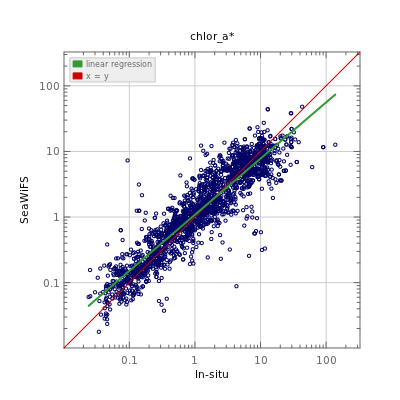 chlor_a*
linear regression
x = y
100
10
1
0.1
SeaWiFS
0.1 1 10 100
In-situ